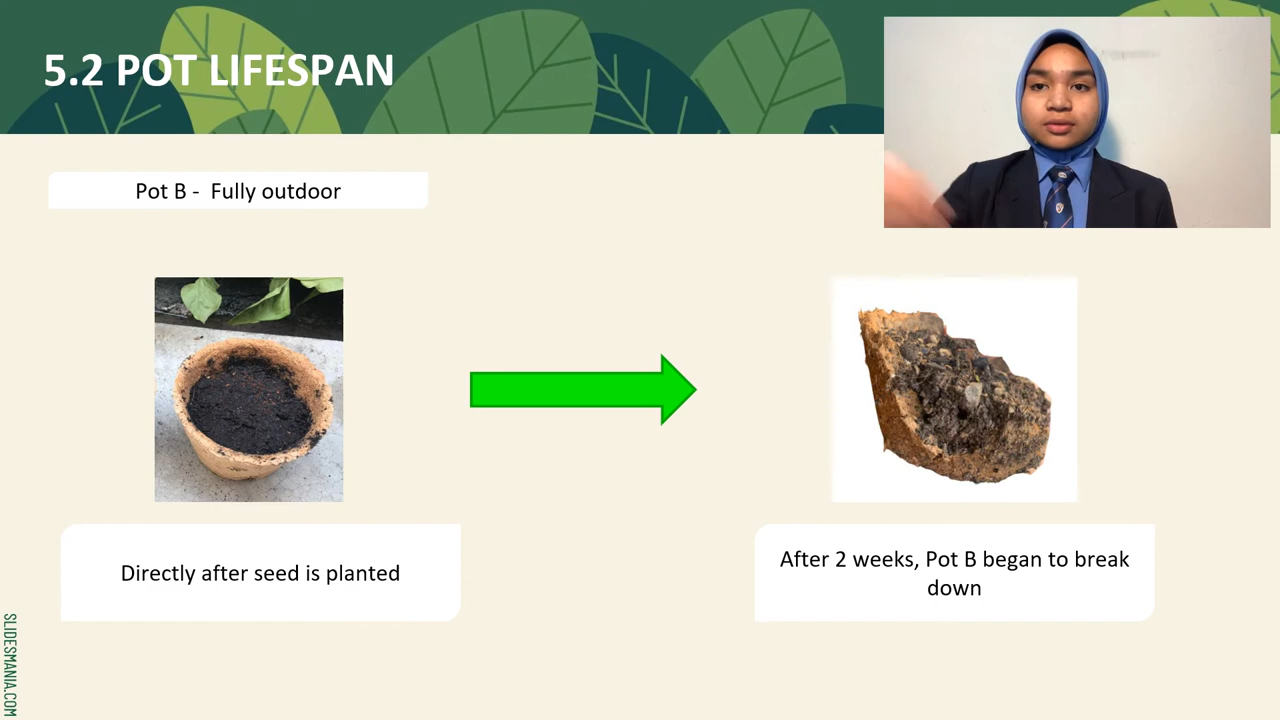 5.2 POT LIFESPAN
Pot B - Fully outdoor
Directly after seed is planted
After 2 weeks, Pot B began to break
down
SLIDESMANIA.COM